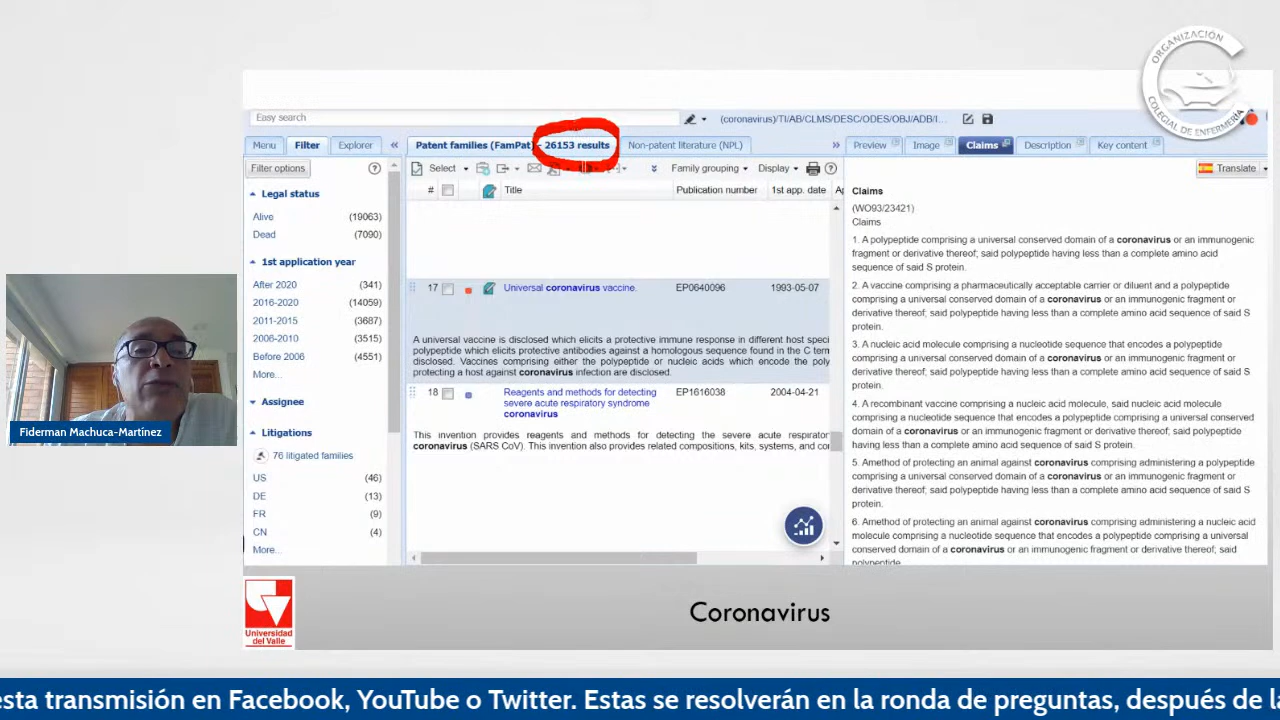 ORGANIZACIÓN
COLEGIAL DE ENFERMERÍA
Easy search
(coronavirus)/TI/AB/CLMS/DESC/ODES/OBJ/ADB/I...
Menu
Filter
Explorer
Patent families (FamPat) - 26153 results
Non-patent literature (NPL)
Preview
Image
Claims
Description
Key content
Filter options
Select
Family grouping
Display
Translate
# Title Publication number 1st app. date
Legal status
Alive (19063)
Dead (7090)
1st application year
After 2020 (341)
2016-2020 (14059)
2011-2015 (3687)
2006-2010 (3515)
Before 2006 (4551)
More...
Assignee
Litigations
76 litigated families
US (46)
DE (13)
FR (9)
CN (4)
More...
17 Universal coronavirus vaccine. EP0640096 1993-05-07
A universal vaccine is disclosed which elicits a protective immune response in different host speci
polypeptide which elicits protective antibodies against a homologous sequence found in the C term
disclosed. Vaccines comprising either the polypeptide or nucleic acids which encode the poly
protecting a host against coronavirus infection are disclosed.
18 Reagents and methods for detecting EP1616038 2004-04-21
severe acute respiratory syndrome
coronavirus
This invention provides reagents and methods for detecting the severe acute respirator
coronavirus (SARS CoV). This invention also provides related compositions, kits, systems, and co
Claims
(WO93/23421)
Claims
1. A polypeptide comprising a universal conserved domain of a coronavirus or an immunogenic
fragment or derivative thereof; said polypeptide having less than a complete amino acid
sequence of said S protein.
2. A vaccine comprising a pharmaceutically acceptable carrier or diluent and a polypeptide
comprising a universal conserved domain of a coronavirus or an immunogenic fragment or
derivative thereof; said polypeptide having less than a complete amino acid sequence of said S
protein.
3. A nucleic acid molecule comprising a nucleotide sequence that encodes a polypeptide
comprising a universal conserved domain of a coronavirus or an immunogenic fragment or
derivative thereof; said polypeptide having less than a complete amino acid sequence of said S
protein.
4. A recombinant vaccine comprising a nucleic acid molecule, said nucleic acid molecule
comprising a nucleotide sequence that encodes a polypeptide comprising a universal conserved
domain of a coronavirus or an immunogenic fragment or derivative thereof; said polypeptide
having less than a complete amino acid sequence of said S protein.
5. Amethod of protecting an animal against coronavirus comprising administering a polypeptide
comprising a universal conserved domain of a coronavirus or an immunogenic fragment or
derivative thereof; said polypeptide having less than a complete amino acid sequence of said S
protein.
6. Amethod of protecting an animal against coronavirus comprising administering a nucleic acid
molecule comprising a nucleotide sequence that encodes a polypeptide comprising a universal
conserved domain of a coronavirus or an immunogenic fragment or derivative thereof; said
polypeptide
Fiderman Machuca-Martínez
Universidad
del Valle
Coronavirus
esta transmisión en Facebook, YouTube o Twitter. Estas se resolverán en la ronda de preguntas, después de la